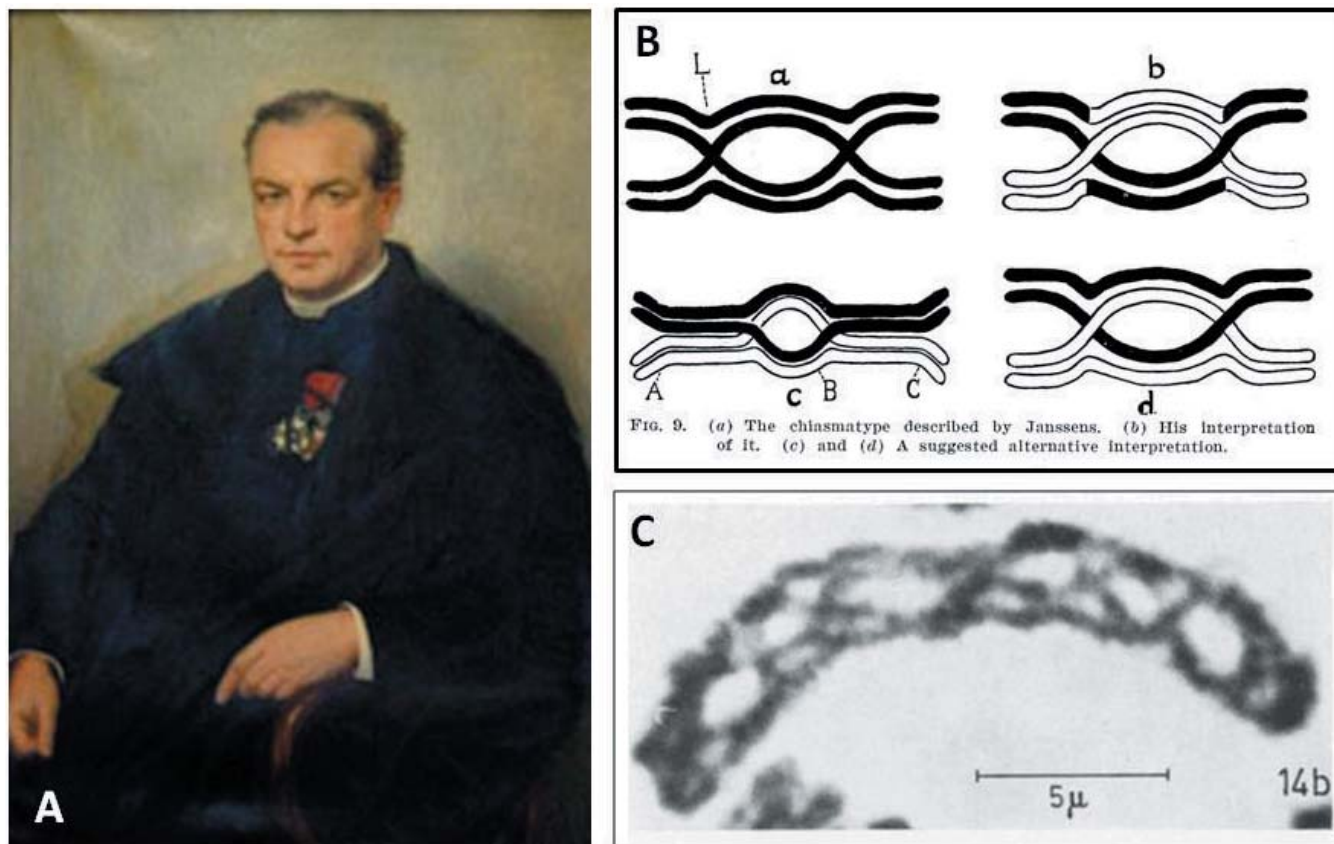 A
B
L
a
b
A
B
C
c
d
FIG. 9. (a) The chiasmatype described by Janssens. (b) His interpretation
of it. (c) and (d) A suggested alternative interpretation.
C
5μ
14b